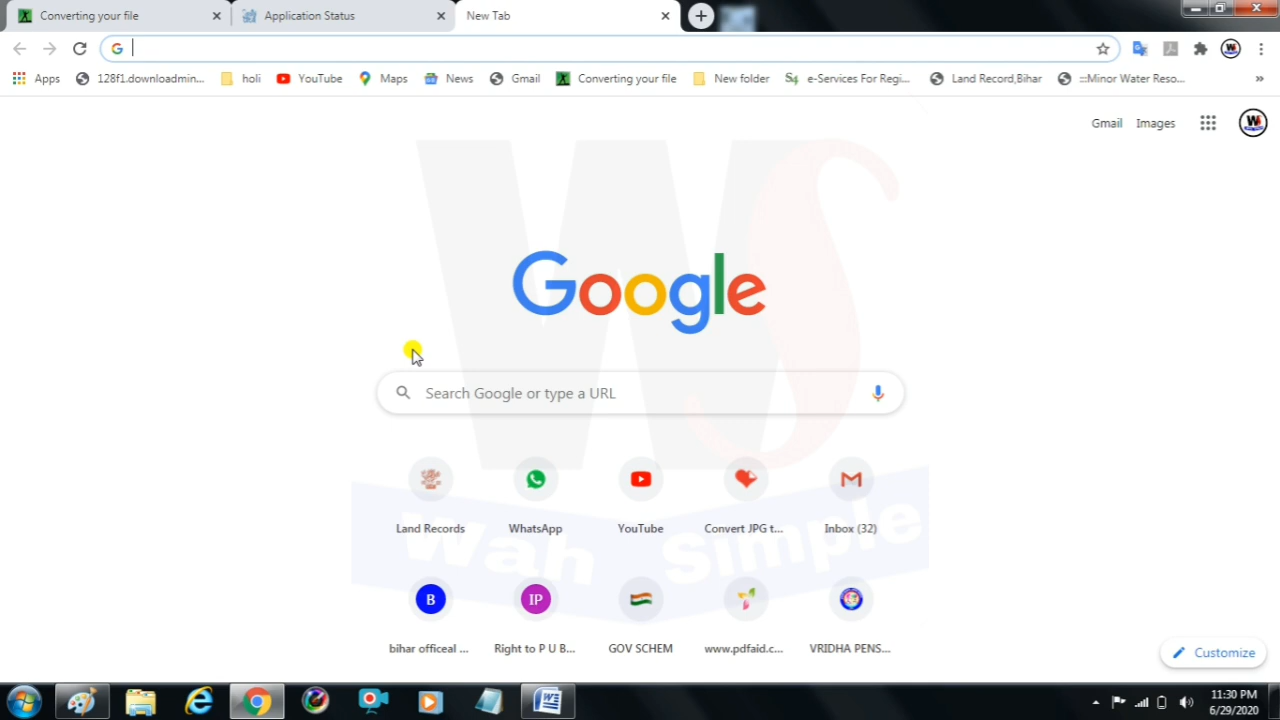 Converting your file
Application Status
New Tab
Apps
128f1.downloadmin...
holi
YouTube
Maps
News
Gmail
Converting your file
New folder
e-Services For Regi...
Land Record,Bihar
:::Minor Water Reso...
»
Gmail
Images
Google
Search Google or type a URL
Land Records
WhatsApp
YouTube
Convert JPG t...
Inbox (32)
Wah Simple
B
IP
bihar officeal ...
Right to P U B...
GOV SCHEM
www.pdfaid.c...
VRIDHA PENS...
Customize
11:30 PM
6/29/2020